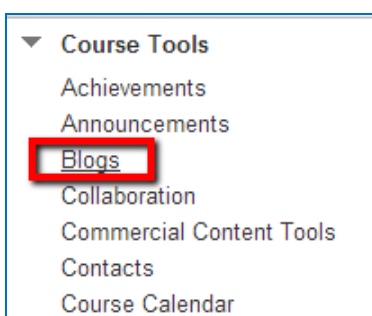 Course Tools
Achievements
Announcements
Blogs
Collaboration
Commercial Content Tools
Contacts
Course Calendar